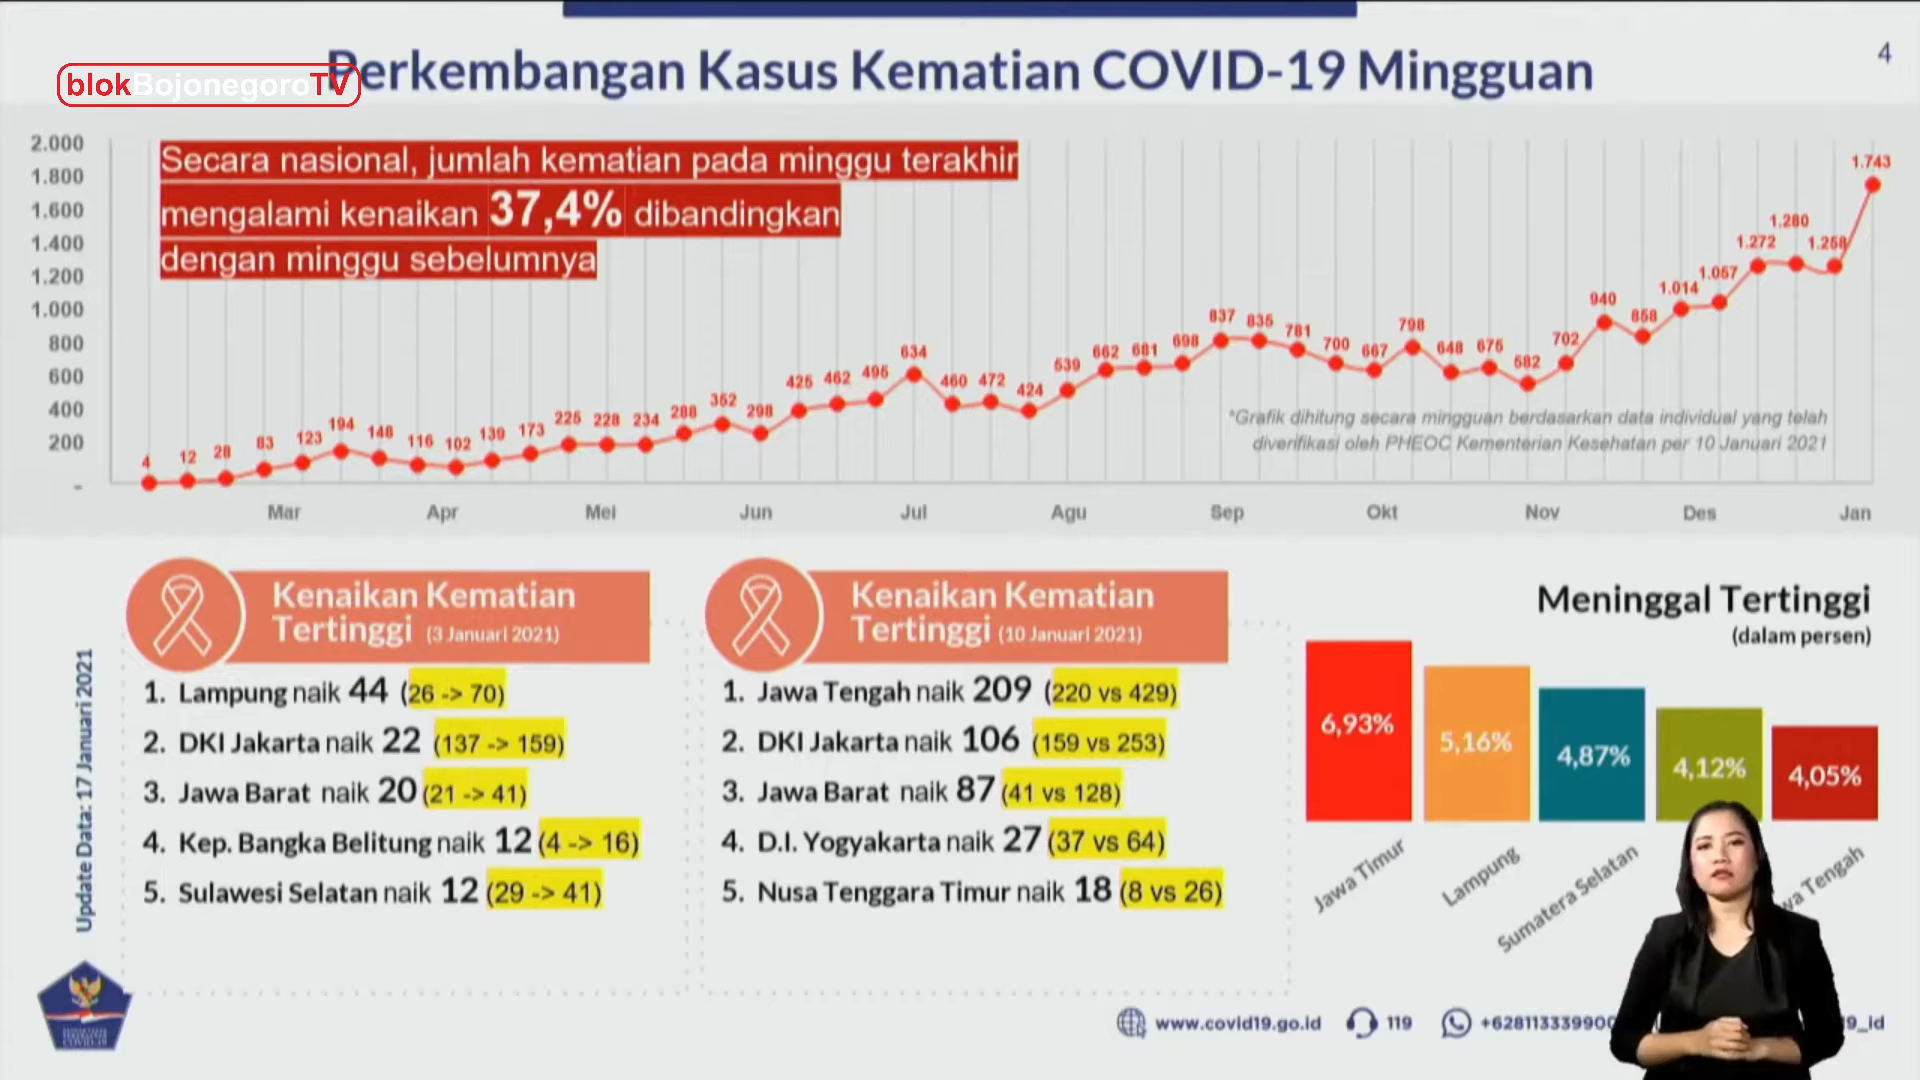 4
Perkembangan Kasus Kematian COVID-19 Mingguan
blokBojonegoroTV
2.000
1.800
1.600
1.400
1.200
1.000
800
600
400
200
-
Secara nasional, jumlah kematian pada minggu terakhir
mengalami kenaikan 37,4% dibandingkan
dengan minggu sebelumnya
4 12 28 83 123 194 148 116 102 139 173 225 228 234 288 352 298 425 462 495 634 460 472 424 539 662 681 698 837 835 781 700 667 798 648 675 582 702 940 858 1.014 1.057 1.272 1.280 1.258 1.743
*Grafik dihitung secara mingguan berdasarkan data individual yang telah
diverifikasi oleh PHEOC Kementerian Kesehatan per 10 Januari 2021
Mar Apr Mei Jun Jul Agu Sep Okt Nov Des Jan
Update Data: 17 Januari 2021
Kenaikan Kematian
Tertinggi (3 Januari 2021)
1. Lampung naik 44 (26 -> 70)
2. DKI Jakarta naik 22 (137 -> 159)
3. Jawa Barat naik 20 (21 -> 41)
4. Kep. Bangka Belitung naik 12 (4 -> 16)
5. Sulawesi Selatan naik 12 (29 -> 41)
Kenaikan Kematian
Tertinggi (10 Januari 2021)
1. Jawa Tengah naik 209 (220 vs 429)
2. DKI Jakarta naik 106 (159 vs 253)
3. Jawa Barat naik 87 (41 vs 128)
4. D.I. Yogyakarta naik 27 (37 vs 64)
5. Nusa Tenggara Timur naik 18 (8 vs 26)
Meninggal Tertinggi
(dalam persen)
6,93%
5,16%
4,87%
4,12%
4,05%
Jawa Timur
Lampung
Sumatera Selatan
wa Tengah
www.covid19.go.id
119
+6281133399000
9_id